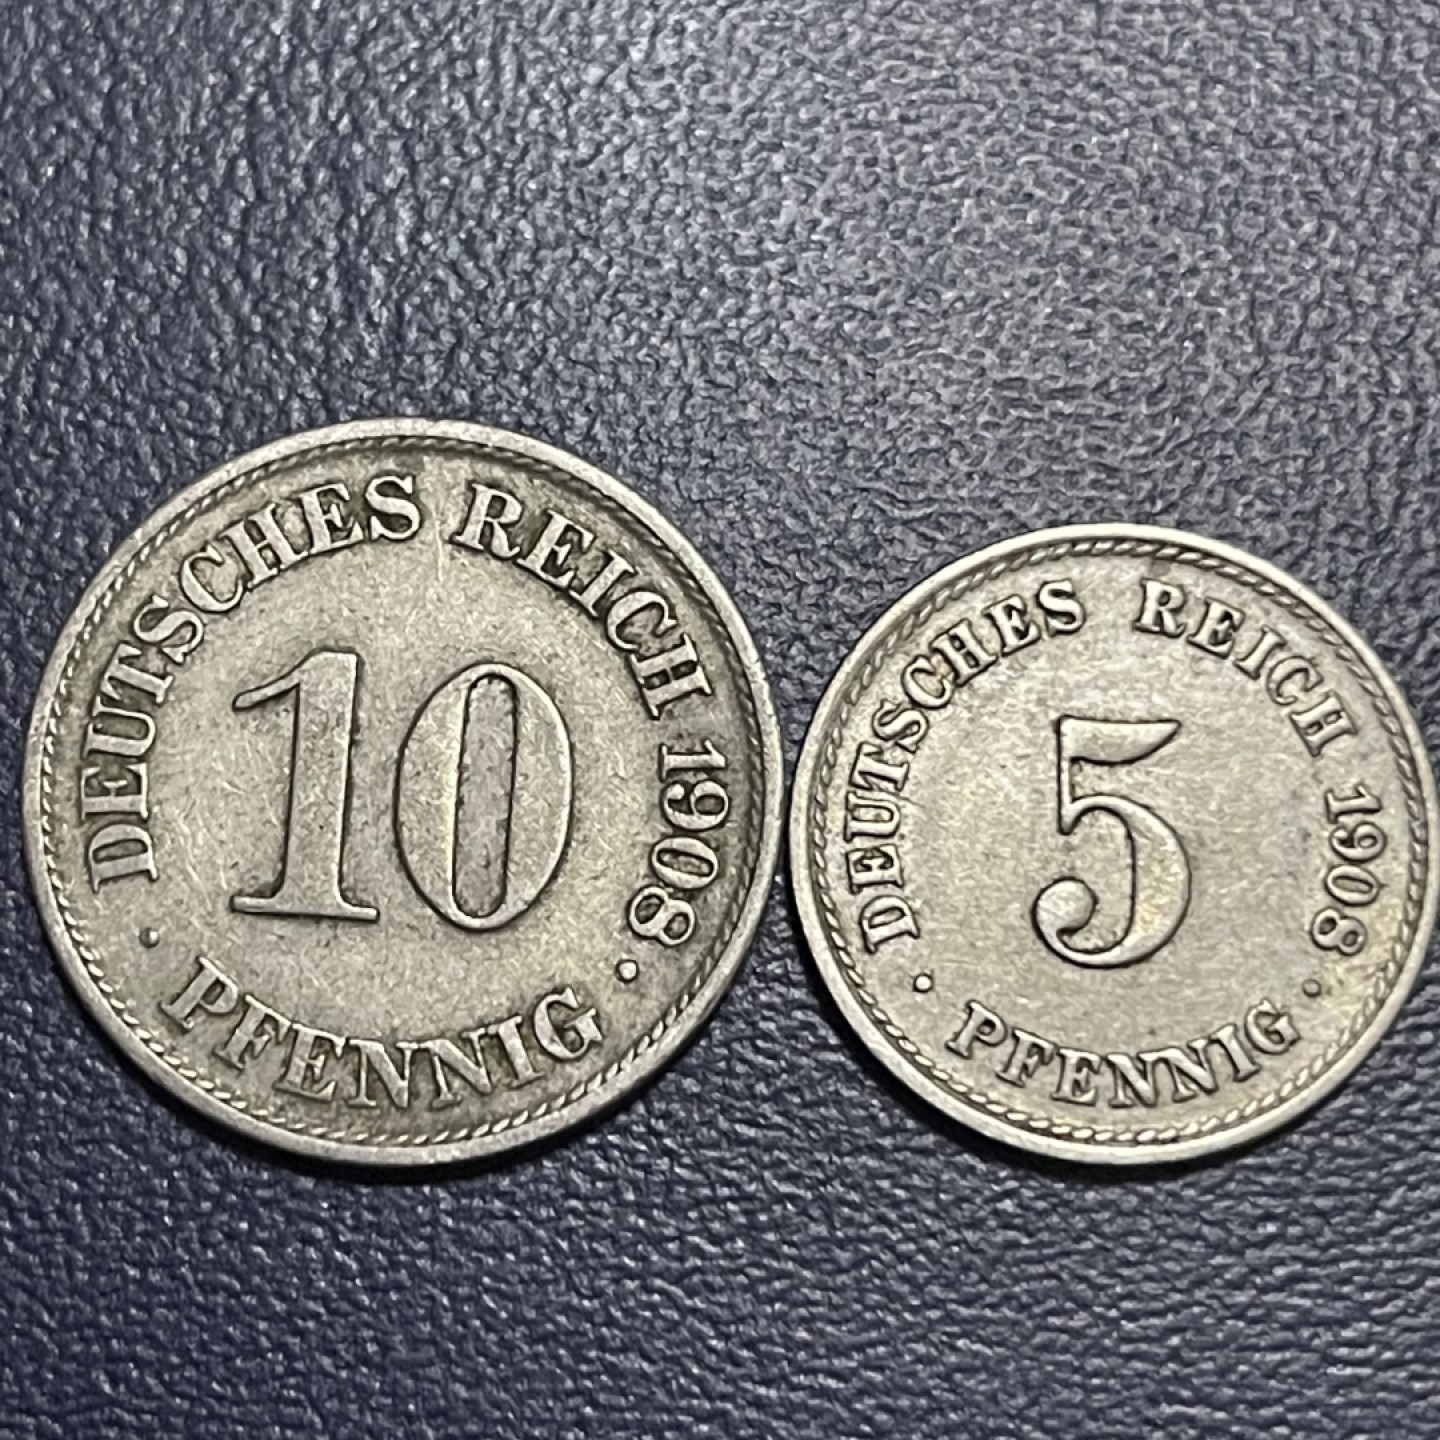 DEUTSCHES REICH 1908
10
· PFENNIG ·
DEUTSCHES REICH 1908
5
· PFENNIG ·